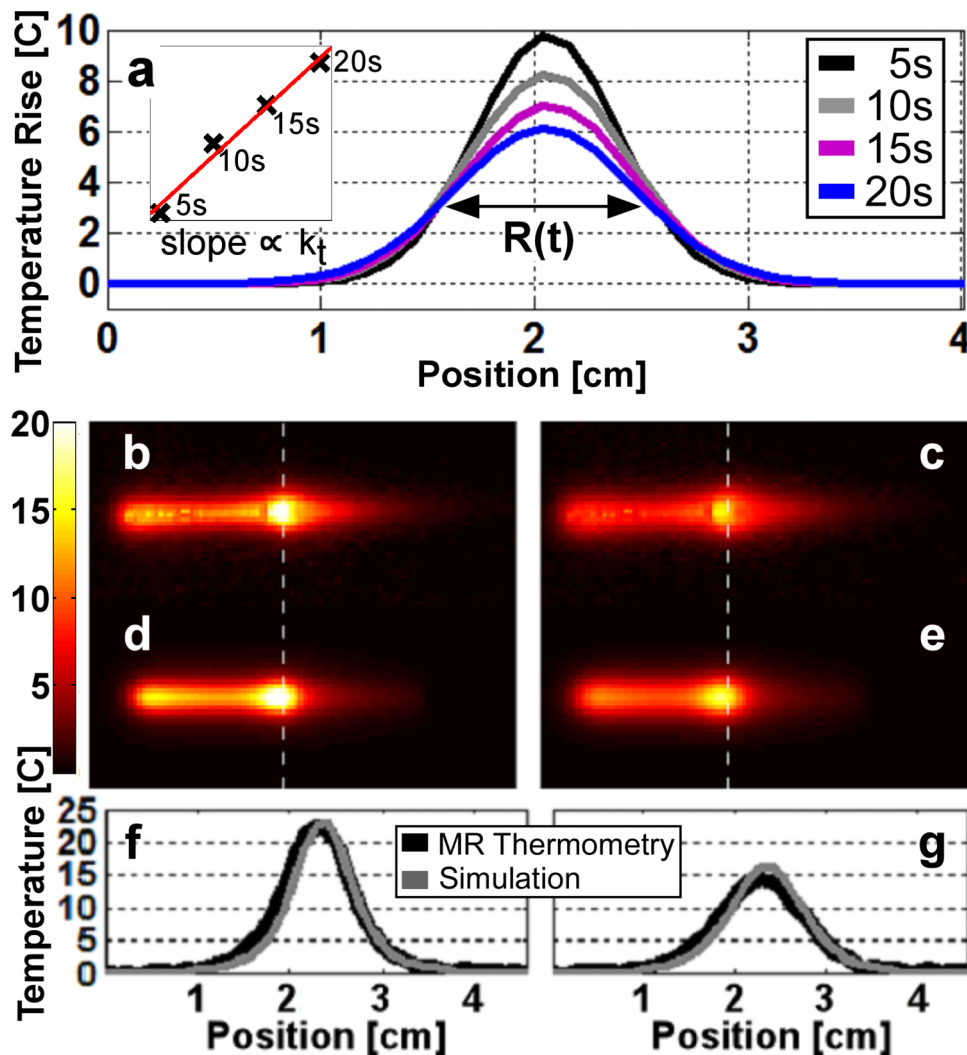 Temperature Rise [C]
10
8
6
4
2
0
a
20s
15s
10s
5s
slope ∝ kt
5s
10s
15s
20s
R(t)
0 1 2 3 4
Position [cm]
20
15
10
5
Temperature [C]
b
c
d
e
25
20
15
10
5
0
f
MR Thermometry
Simulation
g
1 2 3 4
1 2 3 4
Position [cm]
Position [cm]